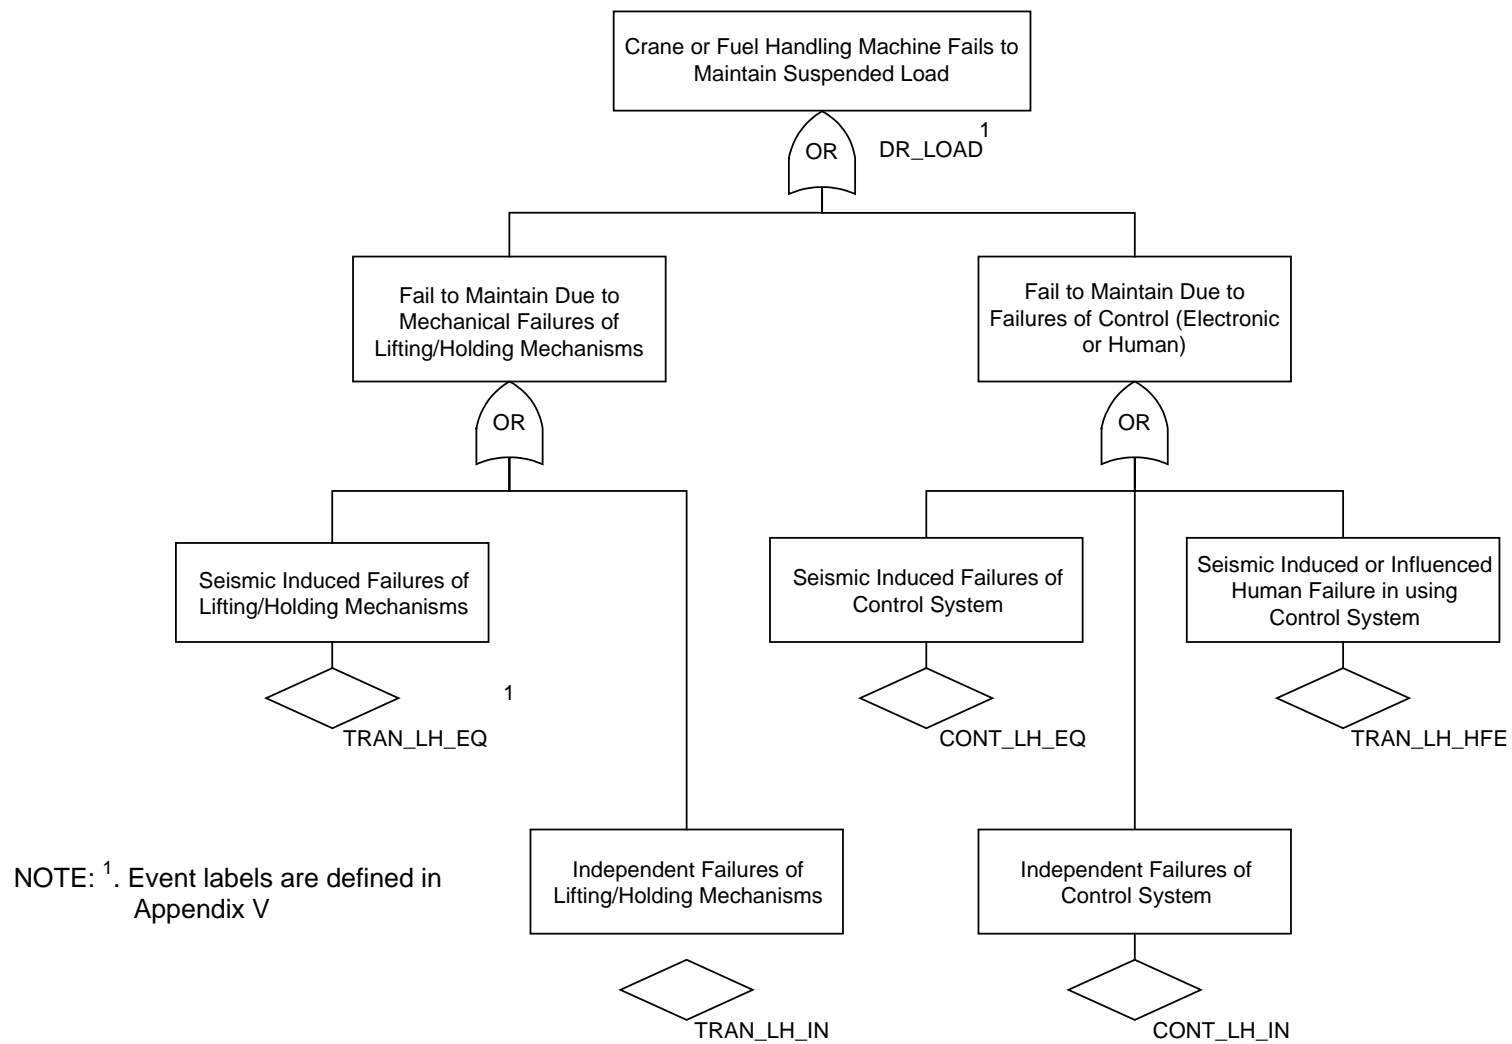 Crane or Fuel Handling Machine Fails to
Maintain Suspended Load
OR
DR_LOAD 1
Fail to Maintain Due to
Mechanical Failures of
Lifting/Holding Mechanisms
Fail to Maintain Due to
Failures of Control (Electronic
or Human)
OR
OR
Seismic Induced Failures of
Lifting/Holding Mechanisms
Seismic Induced Failures of
Control System
Seismic Induced or Influenced
Human Failure in using
Control System
1
TRAN_LH_EQ
CONT_LH_EQ
TRAN_LH_HFE
Independent Failures of
Lifting/Holding Mechanisms
Independent Failures of
Control System
NOTE: 1. Event labels are defined in
Appendix V
TRAN_LH_IN
CONT_LH_IN